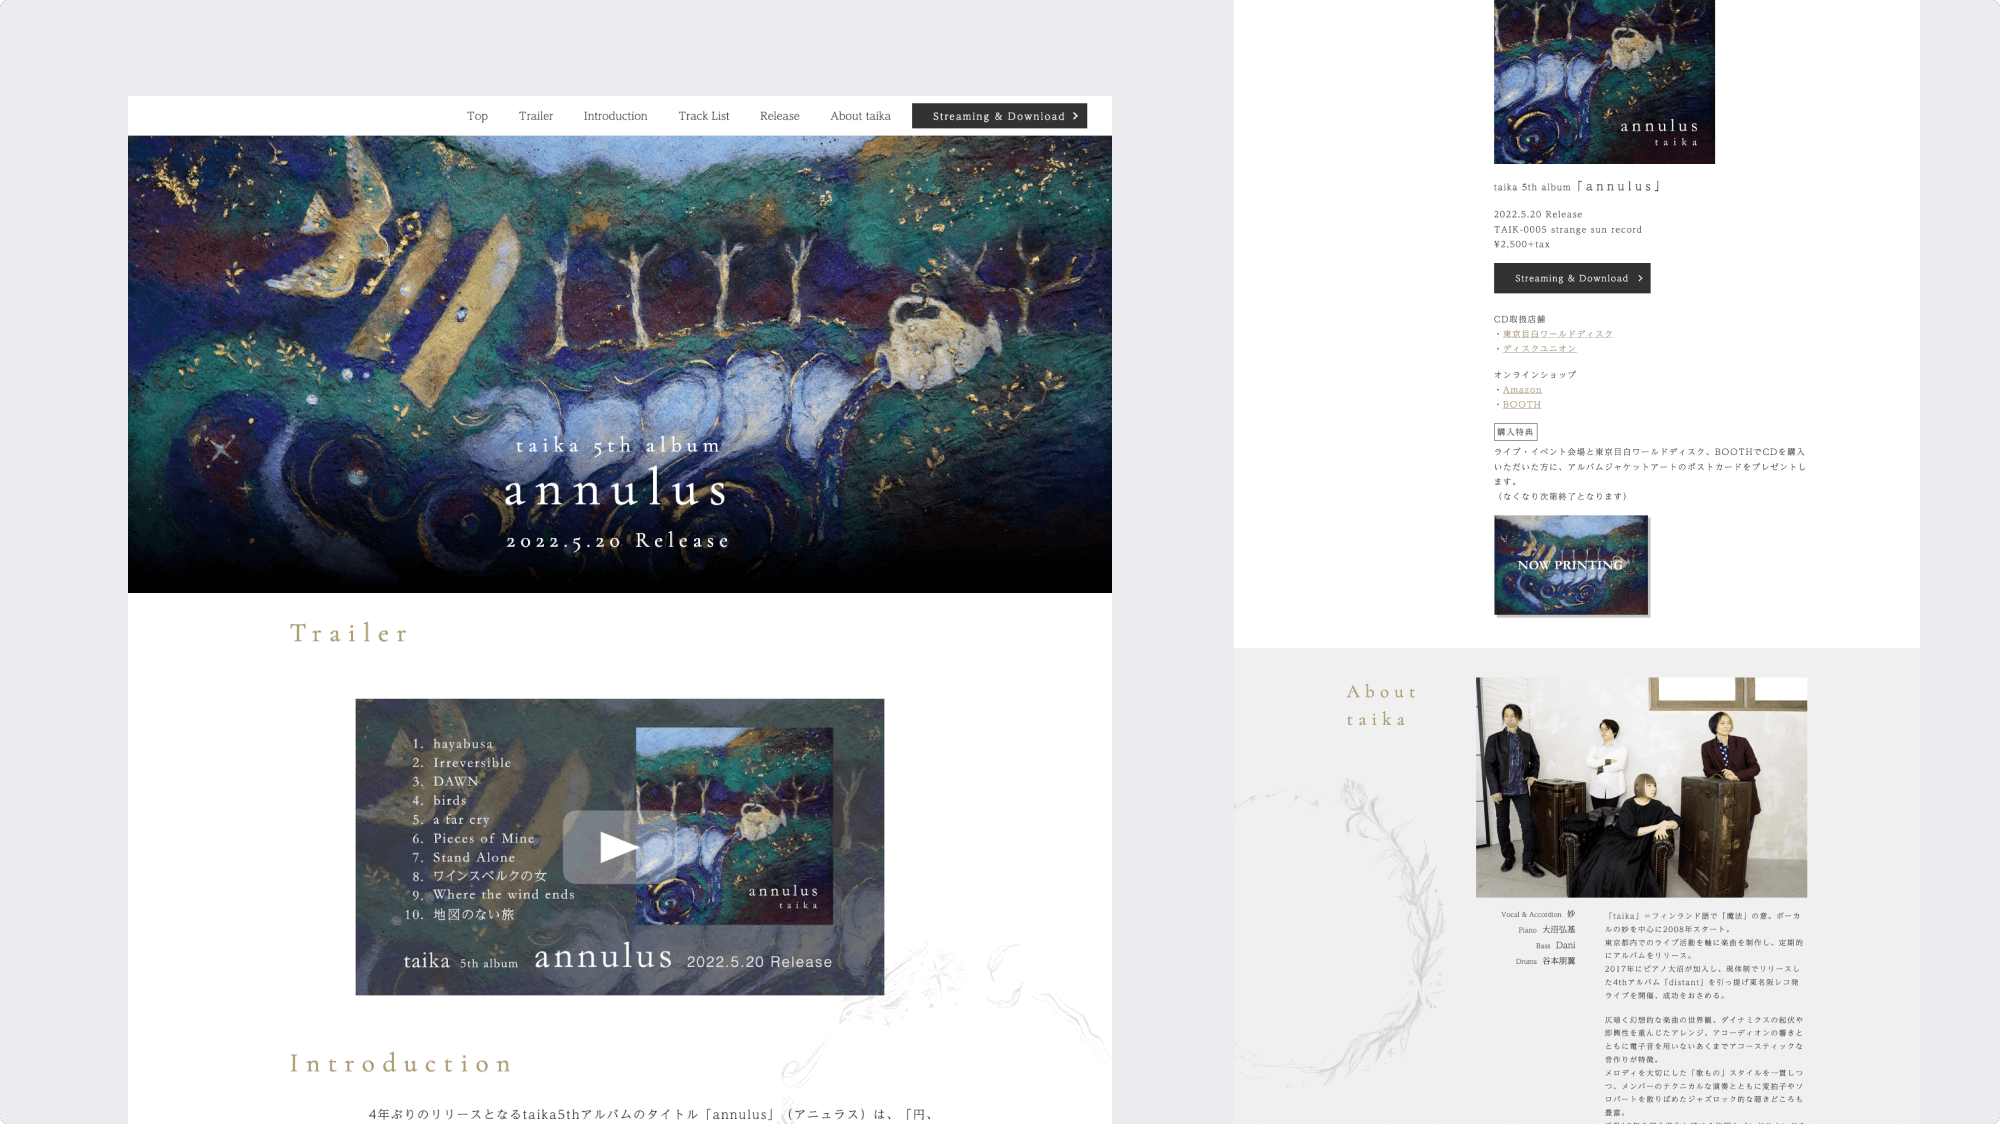 Top
Trailer
Introduction
Track List
Release
About taika
Streaming & Download
taika 5th album
annulus
2022.5.20 Release
Trailer
1. hayabusa
2. Irreversible
3. DAWN
4. birds
5. a far cry
6. Pieces of Mine
7. Stand Alone
8. ワインスベルクの女
9. Where the wind ends
10. 地図のない旅
annulus
taika
taika 5th album annulus 2022.5.20 Release
Introduction
4年ぶりのリリースとなるtaika5thアルバムのタイトル「annulus」（アニュラス）は、「円、
annulus
taika
taika 5th album「annulus」
2022.5.20 Release
TAIK-0005 strange sun record
¥2,500+tax
Streaming & Download
CD取扱店舗
・東京目白ワールドディスク
・ディスクユニオン
オンラインショップ
・Amazon
・BOOTH
購入特典
ライブ・イベント会場と東京目白ワールドディスク、BOOTHでCDを購入
いただいた方に、アルバムジャケットアートのポストカードをプレゼントし
ます。
（なくなり次第終了となります）
NOW PRINTING
About
taika
Vocal & Accordion 妙
Piano 大沼弘基
Bass Dani
Drums 谷本朋翼
「taika」＝フィンランド語で「魔法」の意。ボーカ
ルの妙を中心に2008年スタート。
東京都内でのライブ活動を軸に楽曲を制作し、定期的
にアルバムをリリース。
2017年にピアノ大沼が加入し、現体制でリリースし
た4thアルバム「distant」を引っ提げ東名阪レコ発
ライブを開催、成功をおさめる。
仄暗く幻想的な楽曲の世界観、ダイナミクスの起伏や
即興性を重んじたアレンジ、アコーディオンの響きと
ともに電子音を用いないあくまでアコースティックな
音作りが特徴。
メロディを大切にした「歌もの」スタイルを一貫しつ
つ、メンバーのテクニカルな演奏とともに変拍子やソ
ロパートを散りばめたジャズロック的な聴きどころも
豊富。